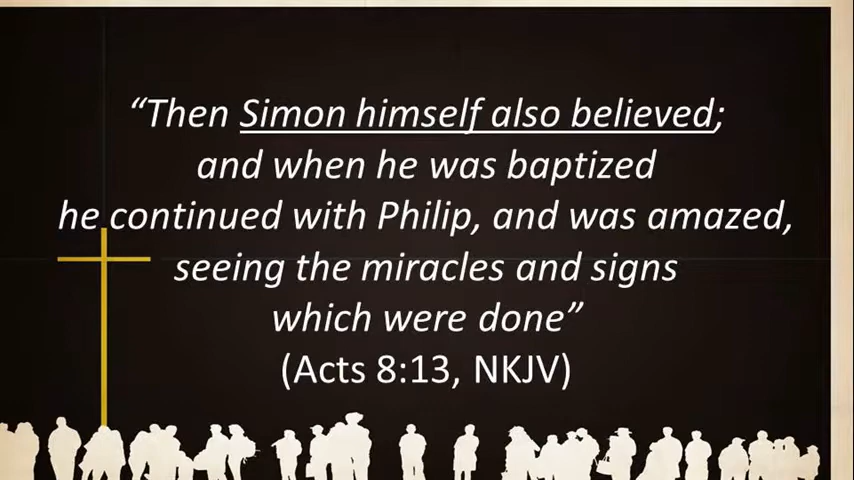 “Then Simon himself also believed;
and when he was baptized
he continued with Philip, and was amazed,
seeing the miracles and signs
which were done”
(Acts 8:13, NKJV)